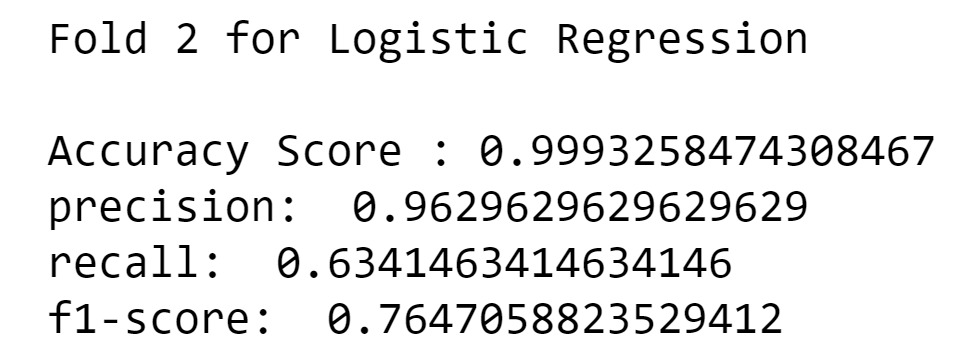 Fold 2 for Logistic Regression
Accuracy Score : 0.9993258474308467
precision:  0.9629629629629629
recall:  0.6341463414634146
f1-score:  0.7647058823529412